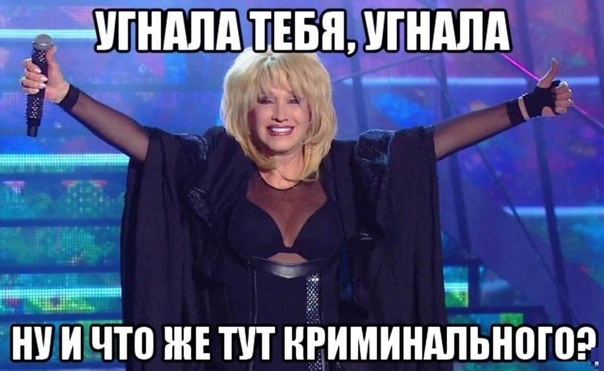 УГНАЛА ТЕБЯ, УГНАЛА
НУ И ЧТО ЖЕ ТУТ КРИМИНАЛЬНОГО?